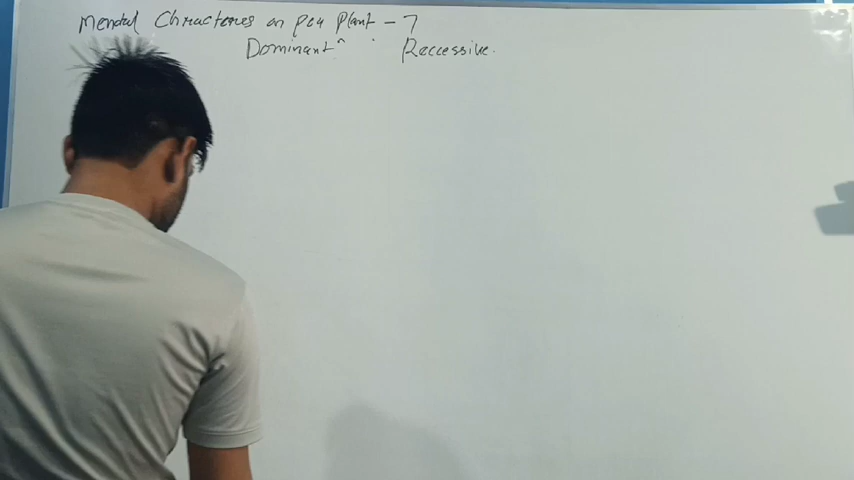 Mendel Chracteres on pea plant - 7
Dominant Reccessive.